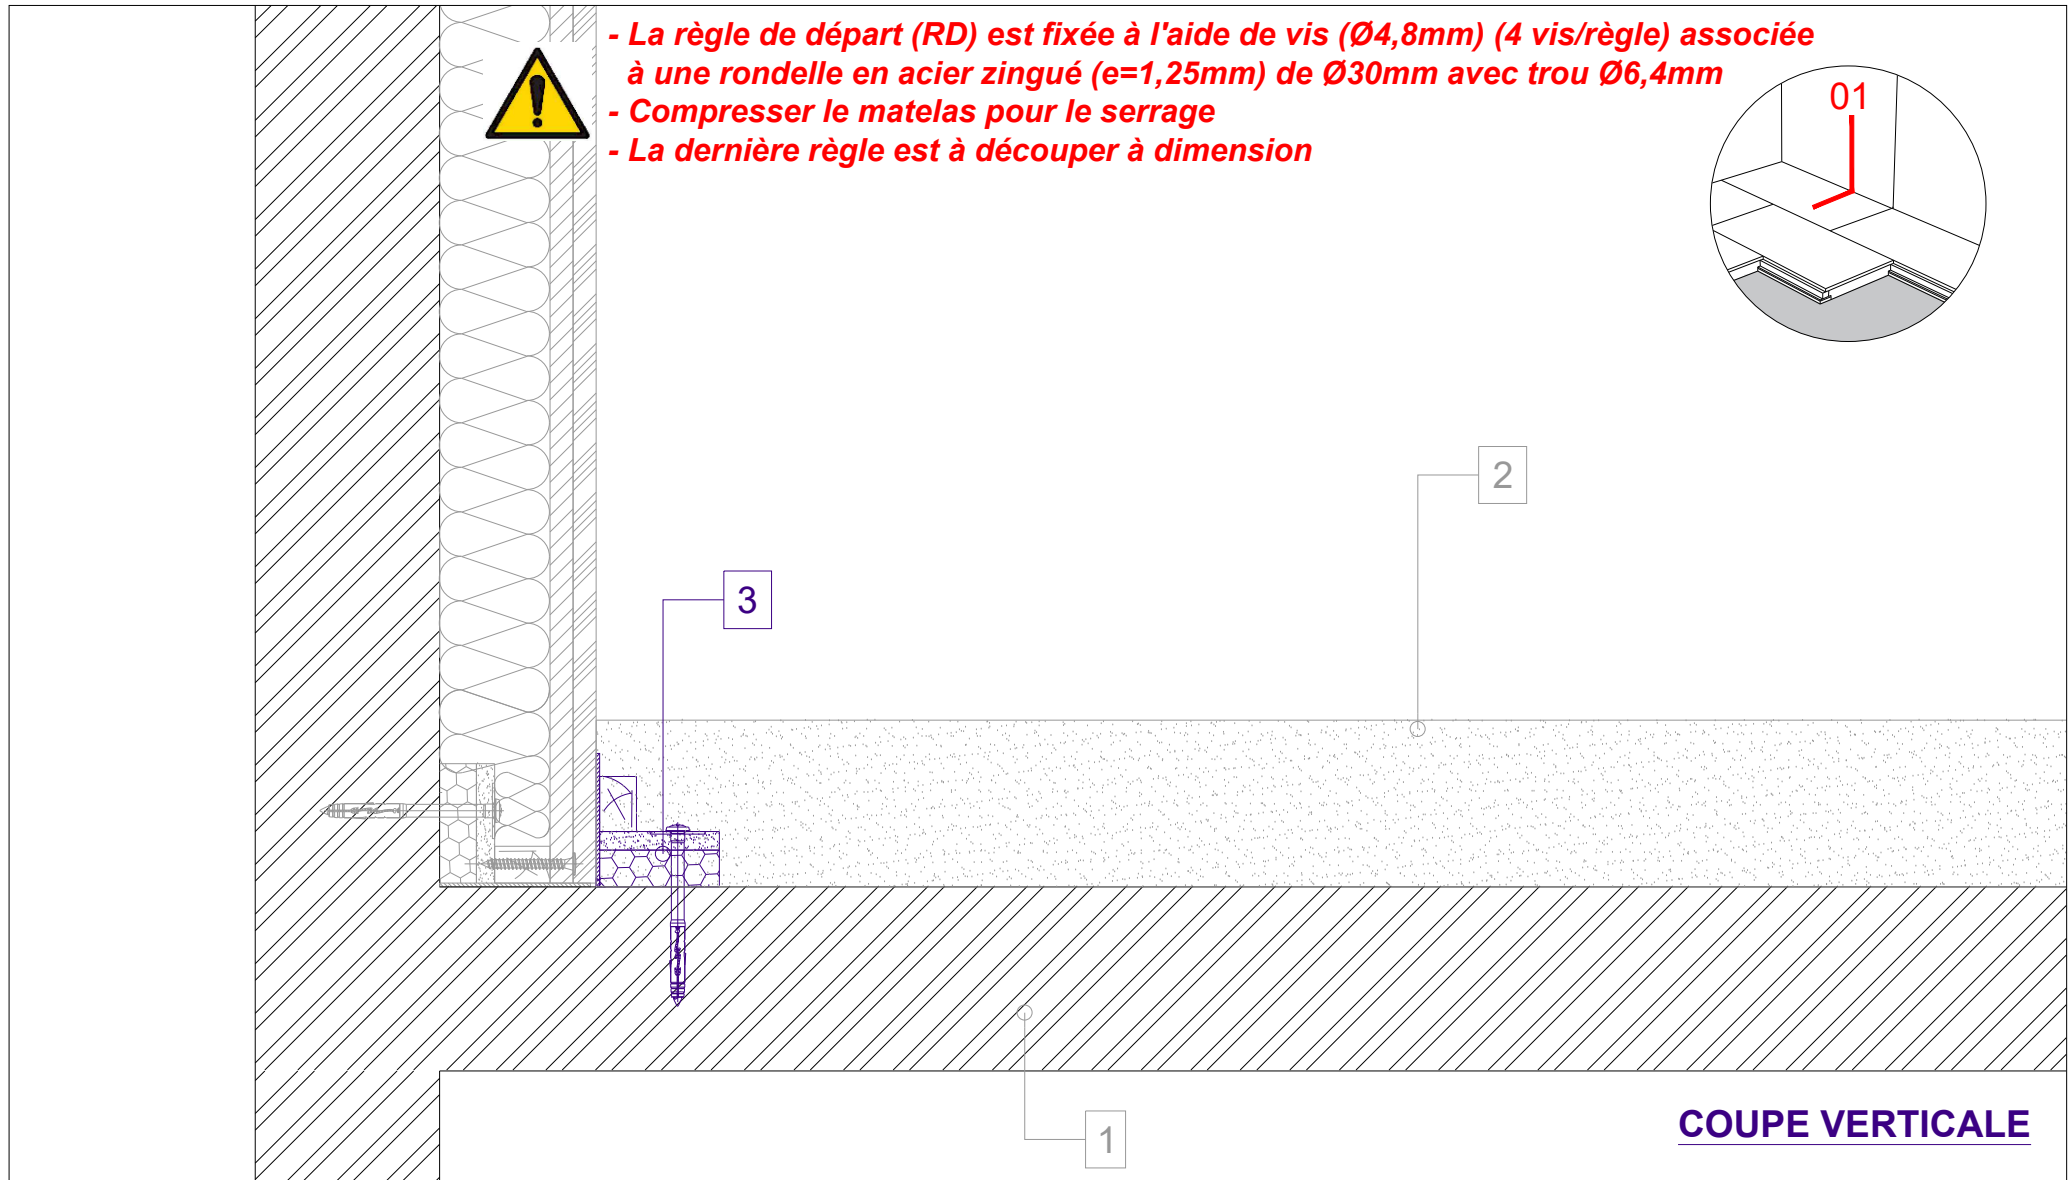 - La règle de départ (RD) est fixée à l'aide de vis (Ø4,8mm) (4 vis/règle) associée
à une rondelle en acier zingué (e=1,25mm) de Ø30mm avec trou Ø6,4mm
- Compresser le matelas pour le serrage
- La dernière règle est à découper à dimension
01
2
3
1
COUPE VERTICALE